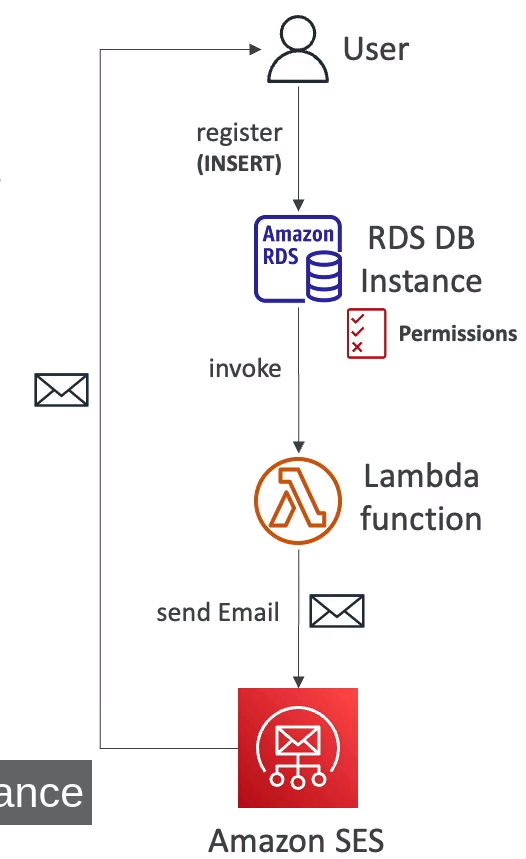 User
register
(INSERT)
Amazon
RDS
RDS DB
Instance
Permissions
invoke
Lambda
function
send Email
ance
Amazon SES